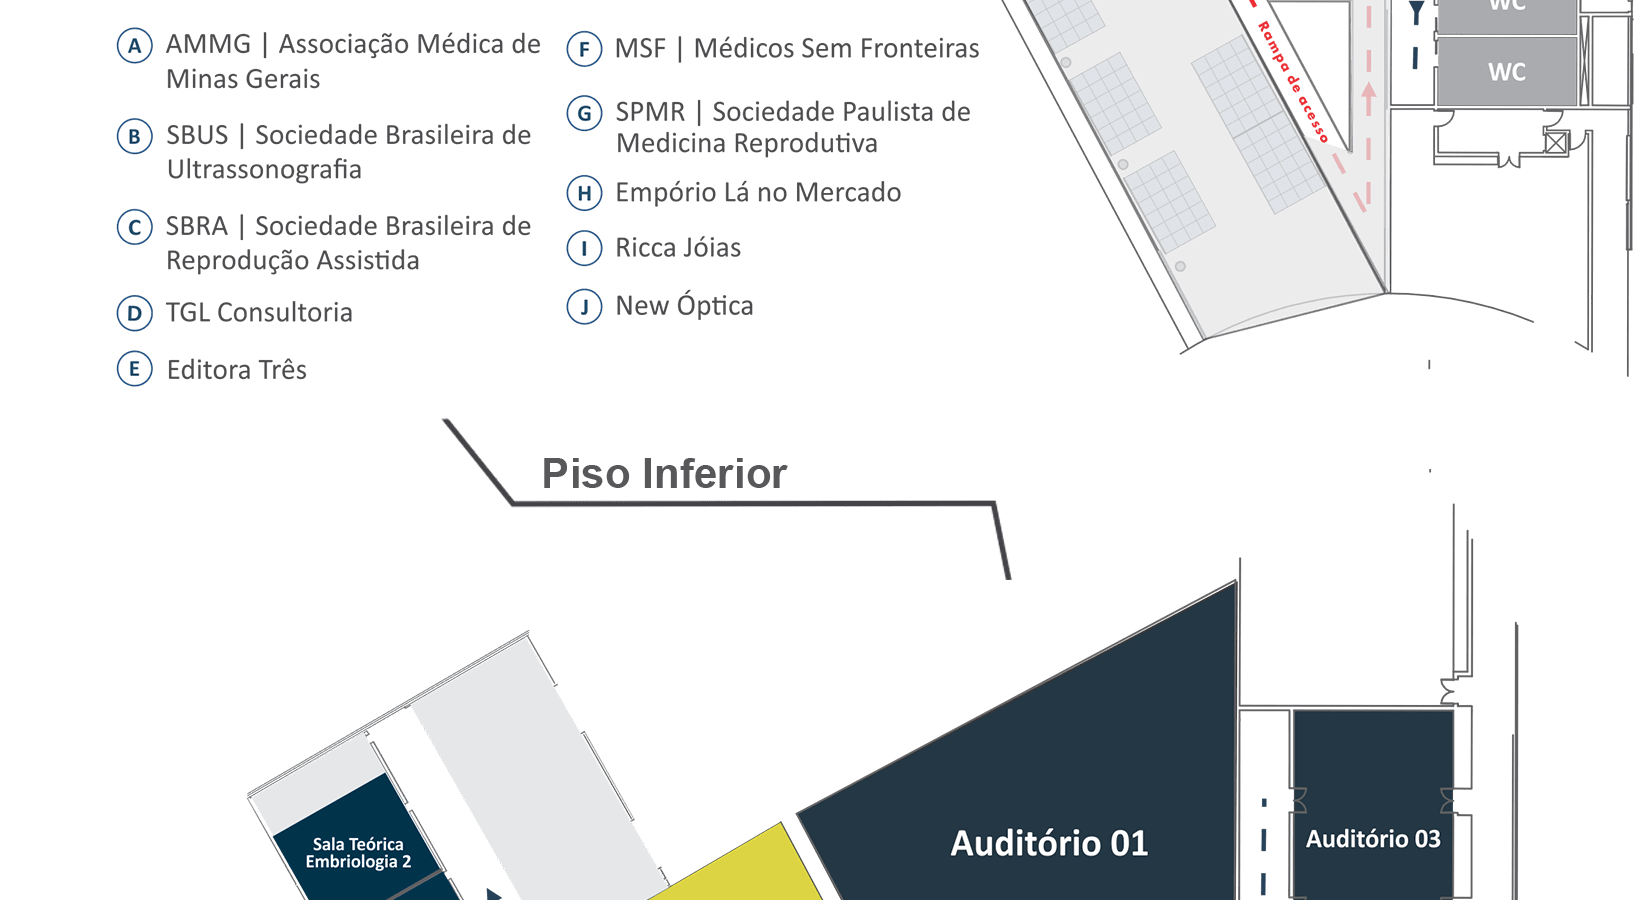 A AMMG | Associação Médica de
Minas Gerais
B SBUS | Sociedade Brasileira de
Ultrassonografia
C SBRA | Sociedade Brasileira de
Reprodução Assistida
D TGL Consultoria
E Editora Três
F MSF | Médicos Sem Fronteiras
G SPMR | Sociedade Paulista de
Medicina Reprodutiva
H Empório Lá no Mercado
I Ricca Jóias
J New Óptica
Rampa de acesso
WC
WC
Piso Inferior
Sala Teórica
Embriologia 2
Auditório 01
Auditório 03